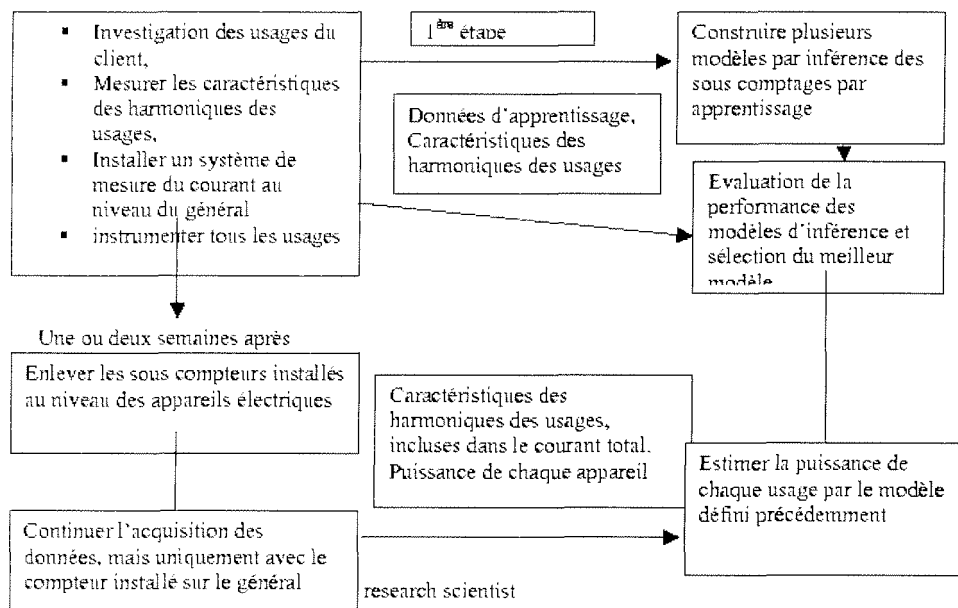 ▪ Investigation des usages du
client,
▪ Mesurer les caractéristiques
des harmoniques des
usages,
▪ Installer un système de
mesure du courant au
niveau du général
▪ instrumenter tous les usages
1ère étape
Données d'apprentissage,
Caractéristiques des
harmoniques des usages
Construire plusieurs
modèles par inférence des
sous comptages par
apprentissage
Evaluation de la
performance des
modèles d'inférence et
sélection du meilleur
modèle
Une ou deux semaines après
Enlever les sous compteurs installés
au niveau des appareils électriques
Caractéristiques des
harmoniques des usages,
incluses dans le courant total.
Puissance de chaque appareil
Estimer la puissance de
chaque usage par le modèle
défini précédemment
Continuer l'acquisition des
données, mais uniquement avec le
compteur installé sur le général
research scientist